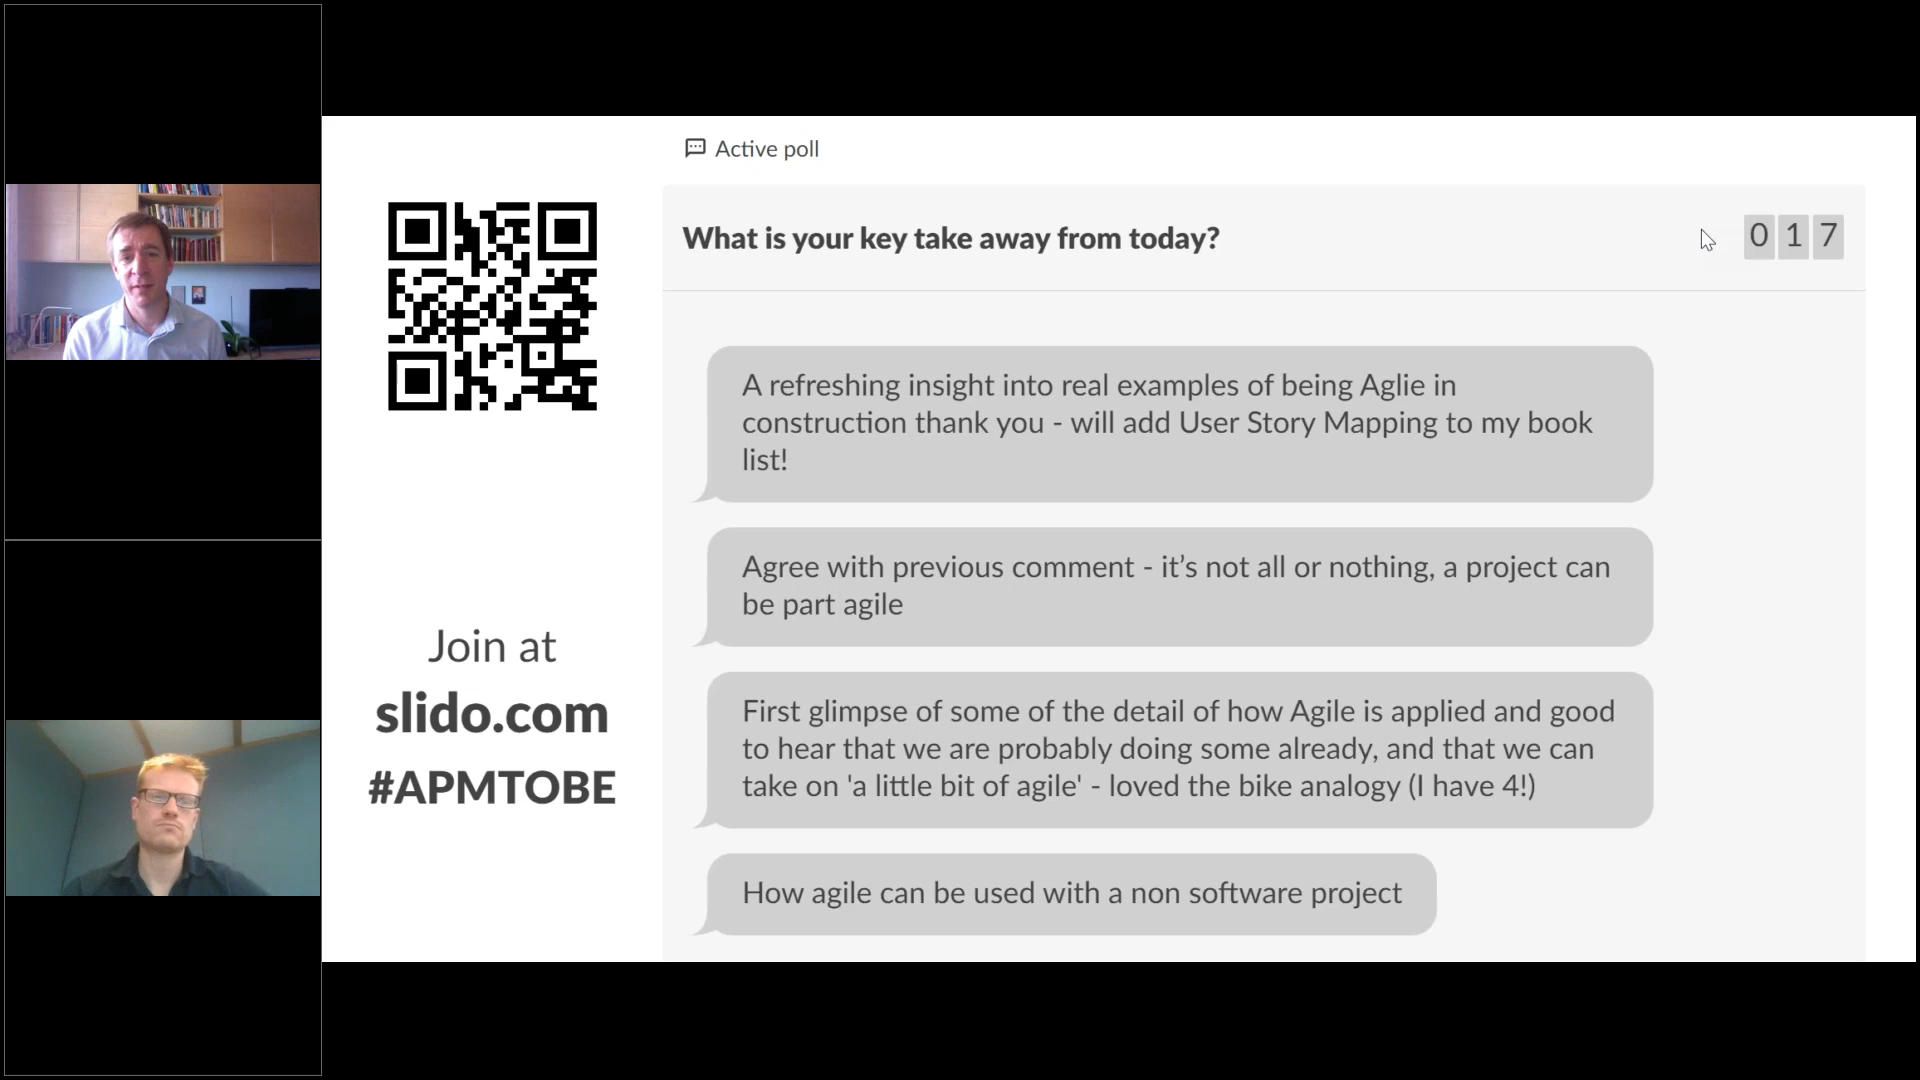 Active poll
What is your key take away from today?
017
A refreshing insight into real examples of being Aglie in
construction thank you - will add User Story Mapping to my book
list!
Agree with previous comment - it’s not all or nothing, a project can
be part agile
First glimpse of some of the detail of how Agile is applied and good
to hear that we are probably doing some already, and that we can
take on 'a little bit of agile' - loved the bike analogy (I have 4!)
How agile can be used with a non software project
Join at
slido.com
#APMTOBE